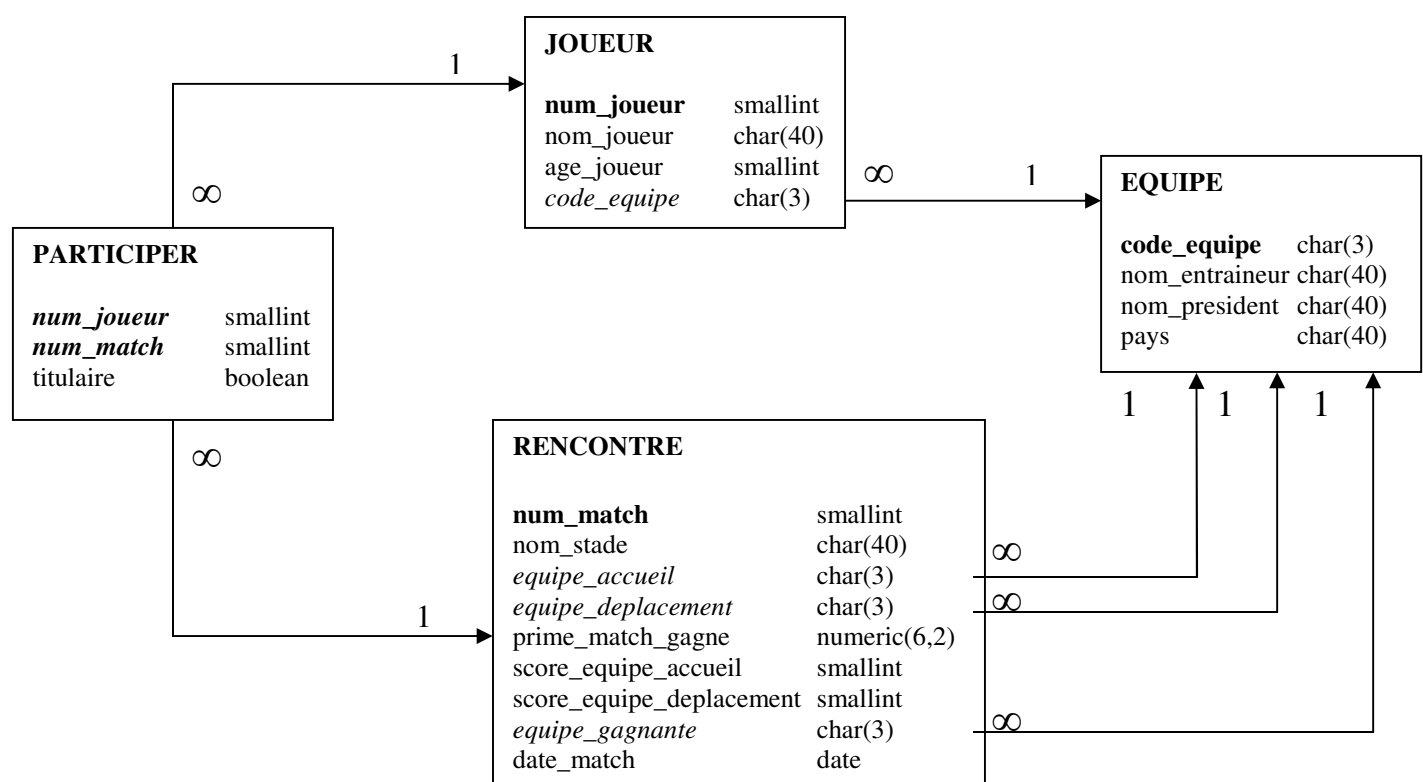 JOUEUR
num_joueur smallint
nom_joueur char(40)
age_joueur smallint
code_equipe char(3)
1
∞
∞
1
EQUIPE
code_equipe char(3)
nom_entraineur char(40)
nom_president char(40)
pays char(40)
PARTICIPER
num_joueur smallint
num_match smallint
titulaire boolean
∞
1
1 1 1
RENCONTRE
num_match smallint
nom_stade char(40)
equipe_accueil char(3)
equipe_deplacement char(3)
prime_match_gagne numeric(6,2)
score_equipe_accueil smallint
score_equipe_deplacement smallint
equipe_gagnante char(3)
date_match date
∞
∞
∞